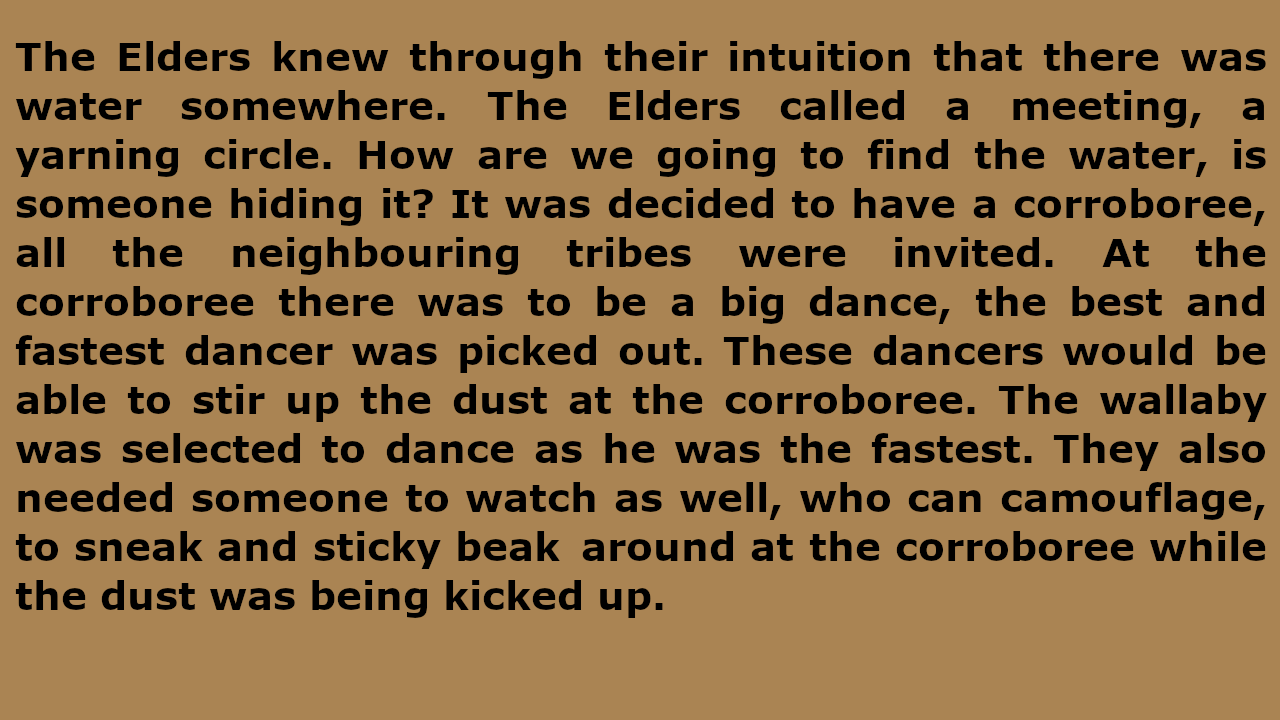 The Elders knew through their intuition that there was
water somewhere. The Elders called a meeting, a
yarning circle. How are we going to find the water, is
someone hiding it? It was decided to have a corroboree,
all the neighbouring tribes were invited. At the
corroboree there was to be a big dance, the best and
fastest dancer was picked out. These dancers would be
able to stir up the dust at the corroboree. The wallaby
was selected to dance as he was the fastest. They also
needed someone to watch as well, who can camouflage,
to sneak and sticky beak around at the corroboree while
the dust was being kicked up.